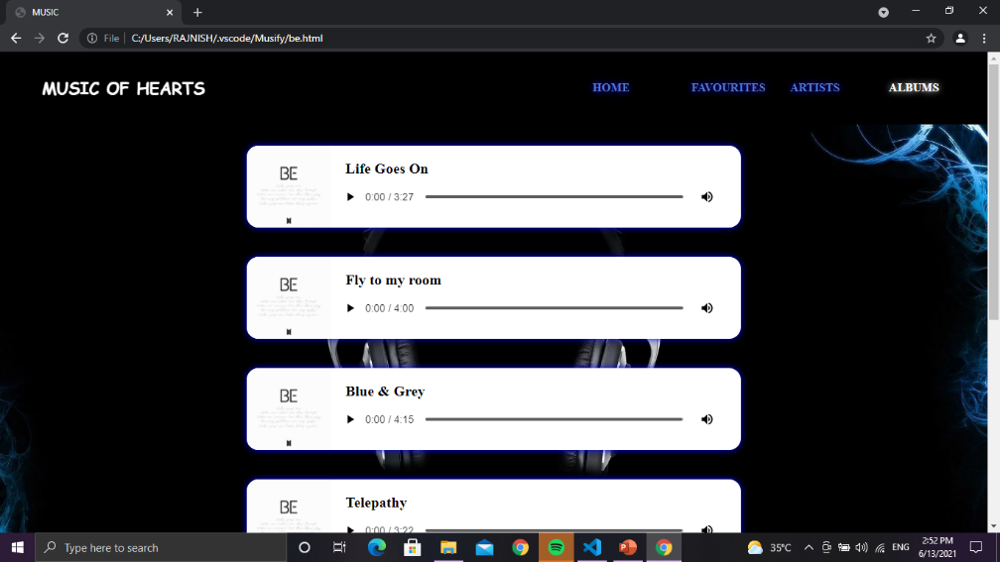 MUSIC
File
C:/Users/RAJNISH/.vscode/Musify/be.html
MUSIC OF HEARTS
HOME
FAVOURITES
ARTISTS
ALBUMS
BE
Life Goes On
0:00 / 3:27
BE
Fly to my room
0:00 / 4:00
BE
Blue & Grey
0:00 / 4:15
BE
Telepathy
0:00 / 3:22
Type here to search
35°C
ENG
2:52 PM
6/13/2021